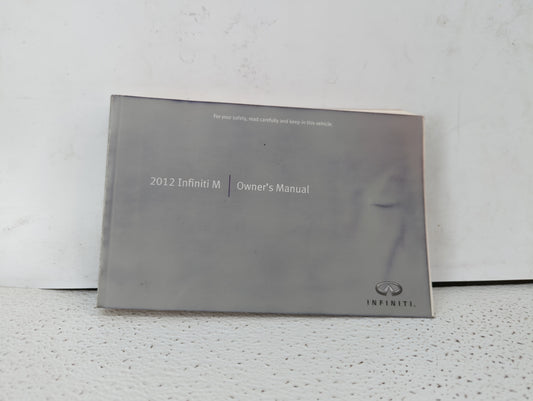 For your safety, read carefully and keep in this vehicle.
2012 Infiniti M | Owner's Manual
INFINITI.